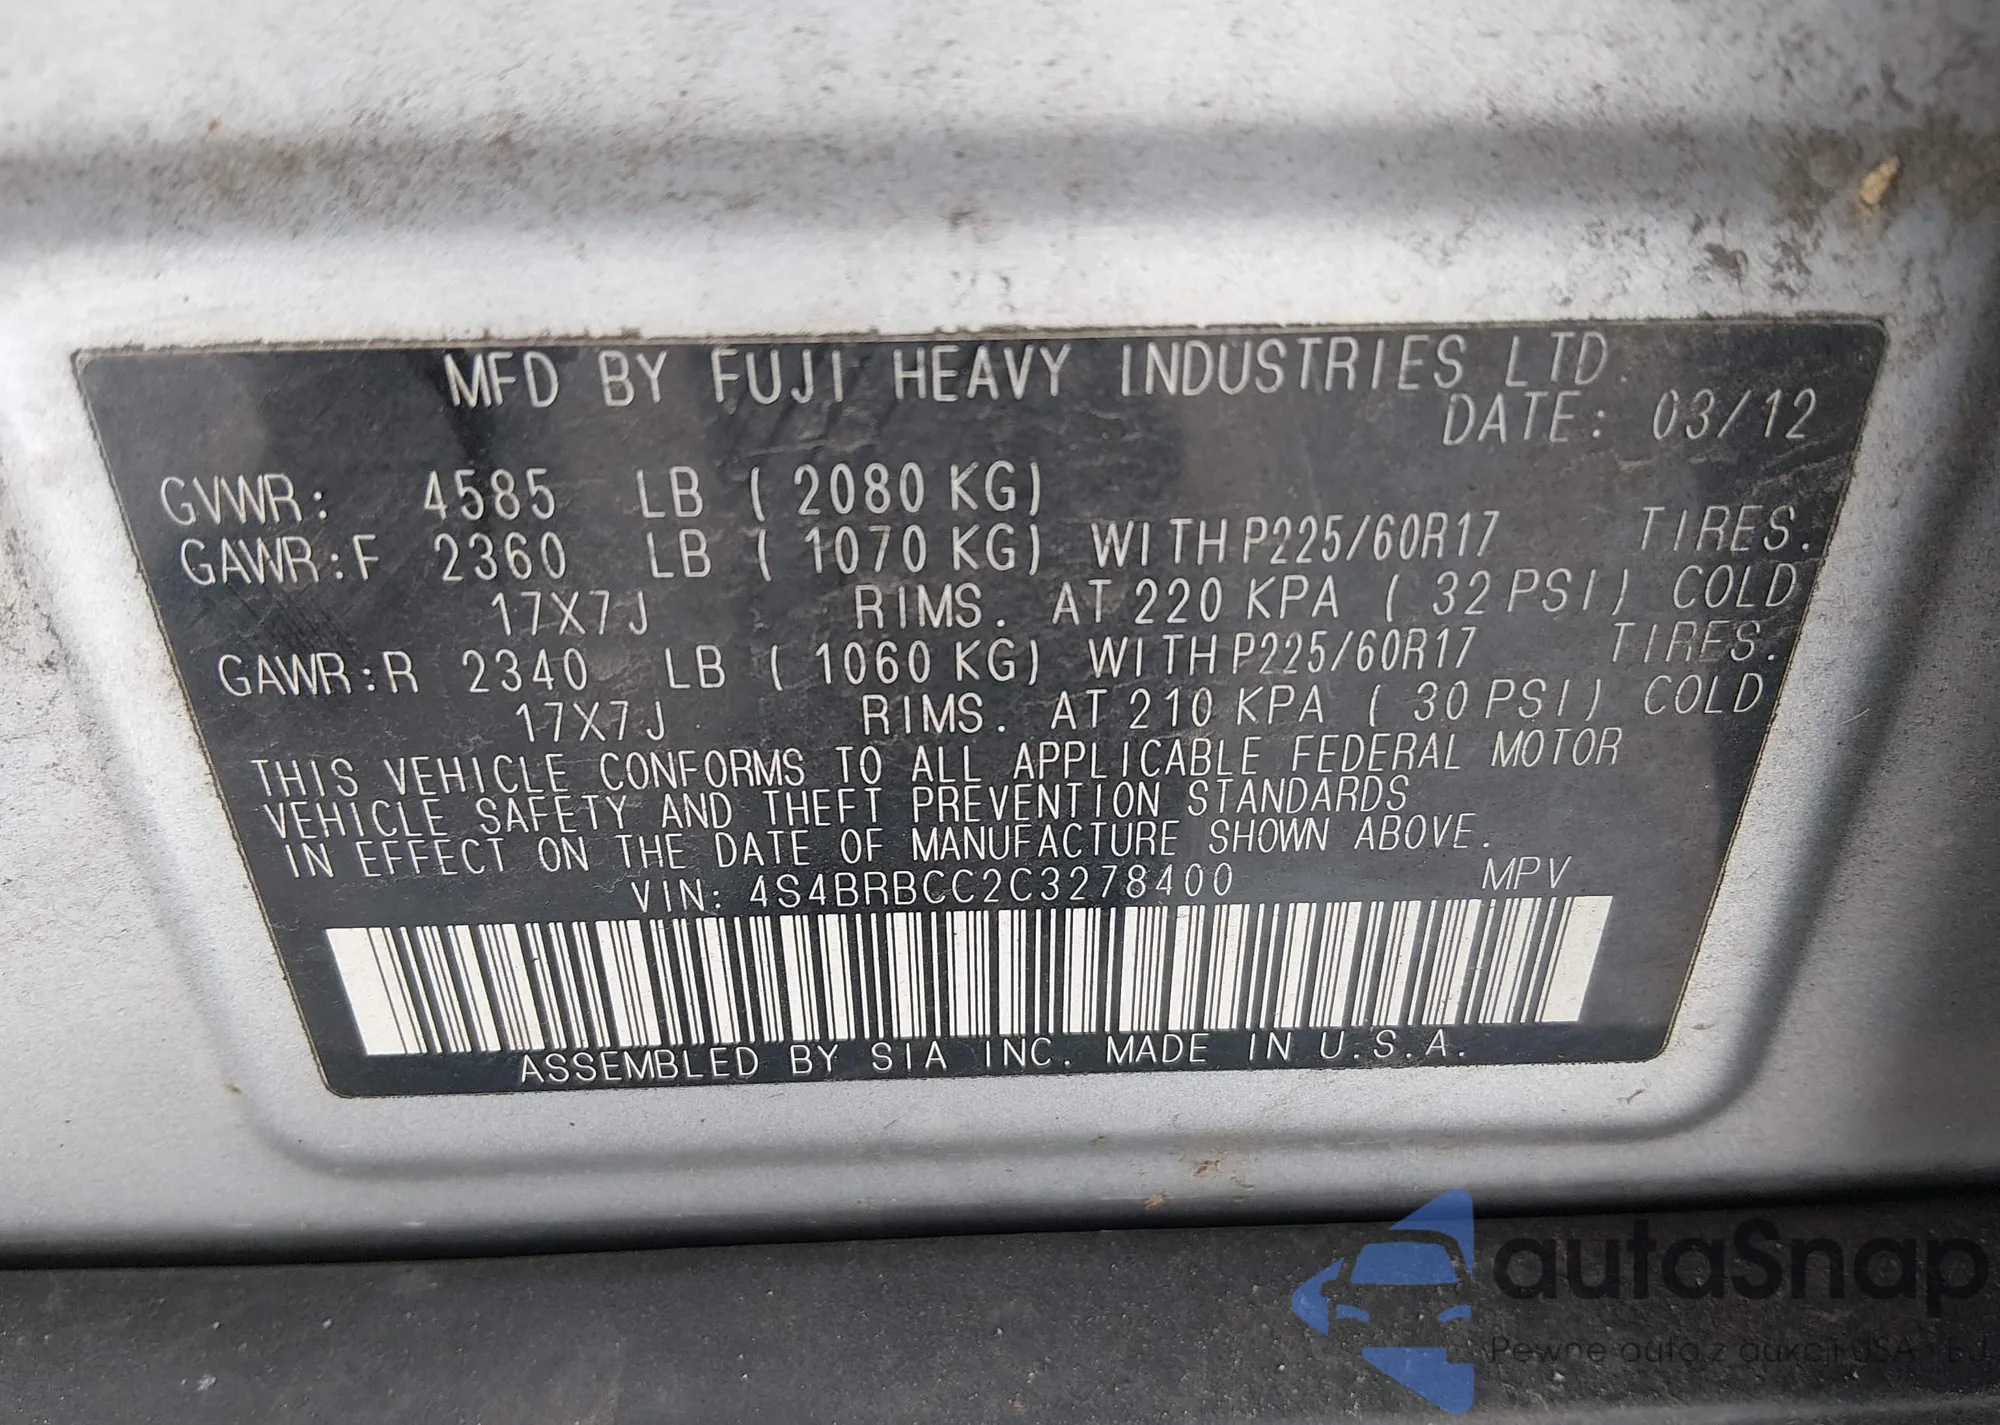 MFD BY FUJI HEAVY INDUSTRIES LTD.
DATE: 03/12
GVWR: 4585 LB ( 2080 KG)
GAWR:F 2360 LB ( 1070 KG) WITH P225/60R17 TIRES.
17X7J RIMS. AT 220 KPA ( 32 PSI) COLD
GAWR:R 2340 LB ( 1060 KG) WITH P225/60R17 TIRES.
17X7J RIMS. AT 210 KPA ( 30 PSI) COLD
THIS VEHICLE CONFORMS TO ALL APPLICABLE FEDERAL MOTOR
VEHICLE SAFETY AND THEFT PREVENTION STANDARDS
IN EFFECT ON THE DATE OF MANUFACTURE SHOWN ABOVE.
VIN: 4S4BRBCC2C3278400 MPV
ASSEMBLED BY SIA INC. MADE IN U.S.A.
autaSnap
Pewne auta z aukcji USA